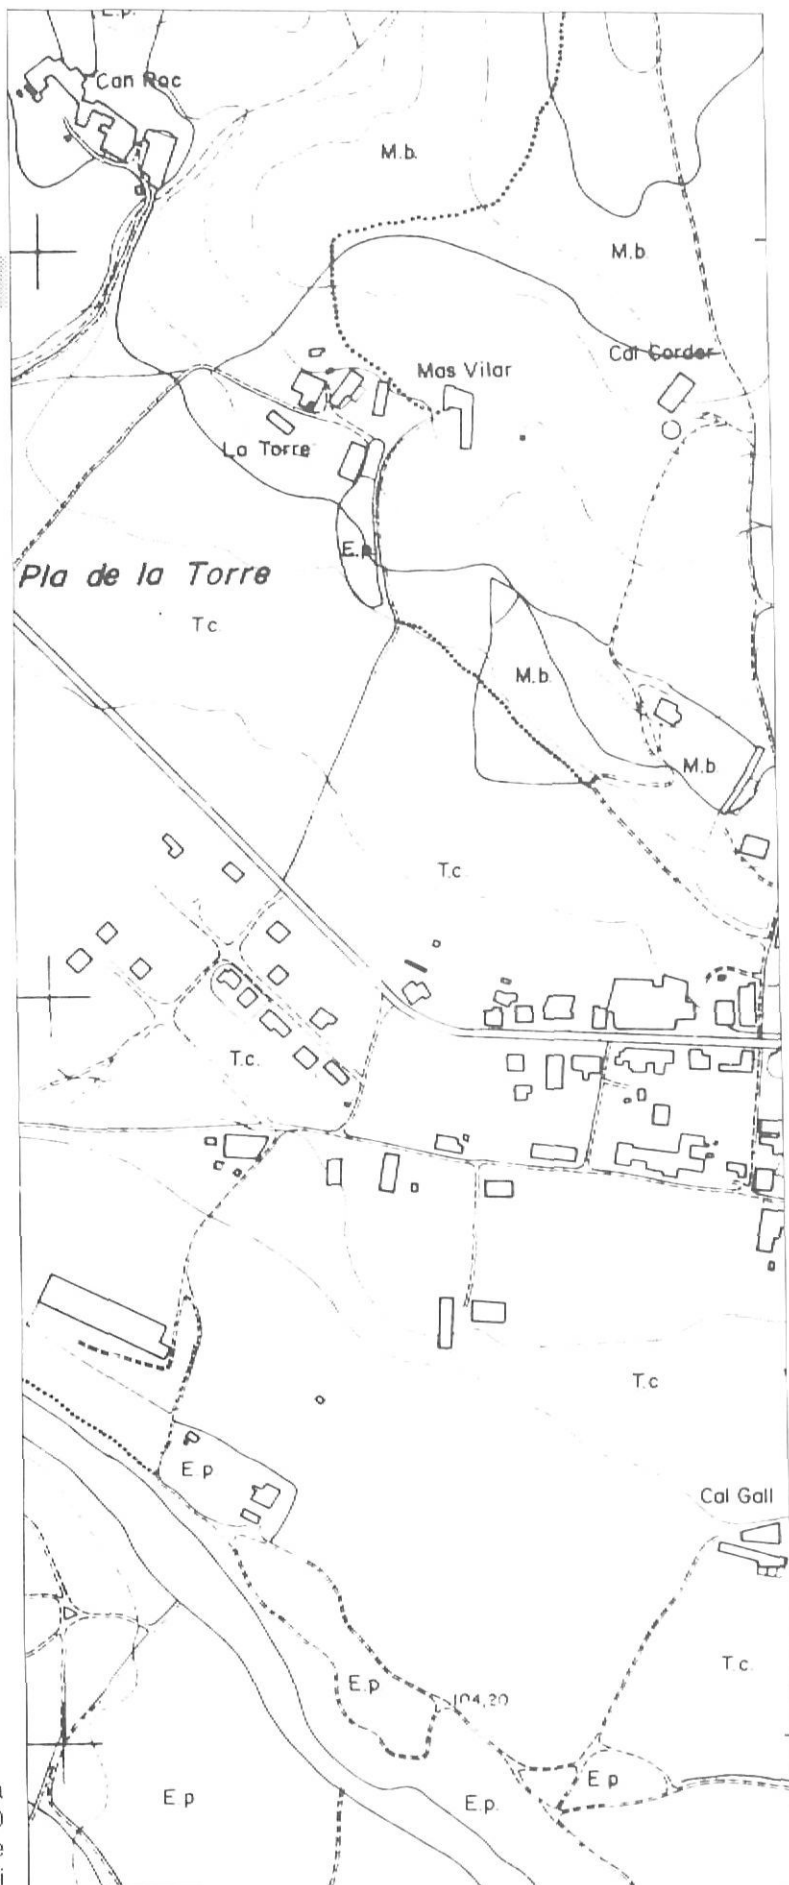 E.p.
Can Roc
M.b.
M.b.
Mas Vilar
Cal Corder
La Torre
E.p.
Pla de la Torre
T.c.
M.b.
M.b
T.c.
T.c.
T.c
E.p
Cal Gall
T.c.
E.p
104,20
E.p
E.p
E.p.